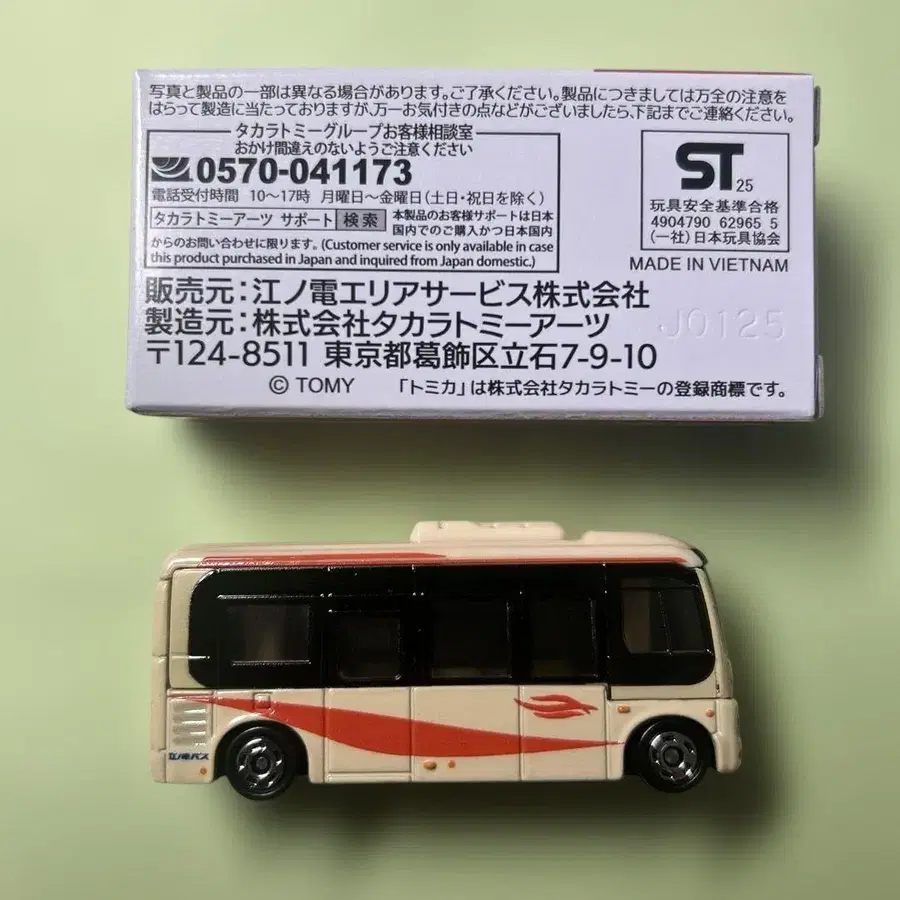 写真と製品の一部は異なる場合があります。ご了承ください。製品につきましては万全の注意を
はらって製造に当たっておりますが、万一お気付きの点などがございましたら、下記までご連絡ください。
タカラトミーグループお客様相談室
おかけ間違えのないようご注意ください
0570-041173
電話受付時間 10〜17時 月曜日〜金曜日(土日・祝日を除く)
タカラトミーアーツ サポート 検索
本製品のお客様サポートは日本
国内でのご購入かつ日本国内
からのお問い合わせに限ります。(Customer service is only available in case
this product purchased in Japan and inquired from Japan domestic.)
ST 25
玩具安全基準合格
4904790 62965 5
(一社)日本玩具協会
MADE IN VIETNAM
販売元:江ノ電エリアサービス株式会社
製造元:株式会社タカラトミーアーツ
J0125
〒124-8511 東京都葛飾区立石7-9-10
© TOMY 「トミカ」は株式会社タカラトミーの登録商標です。
江ノ電バス